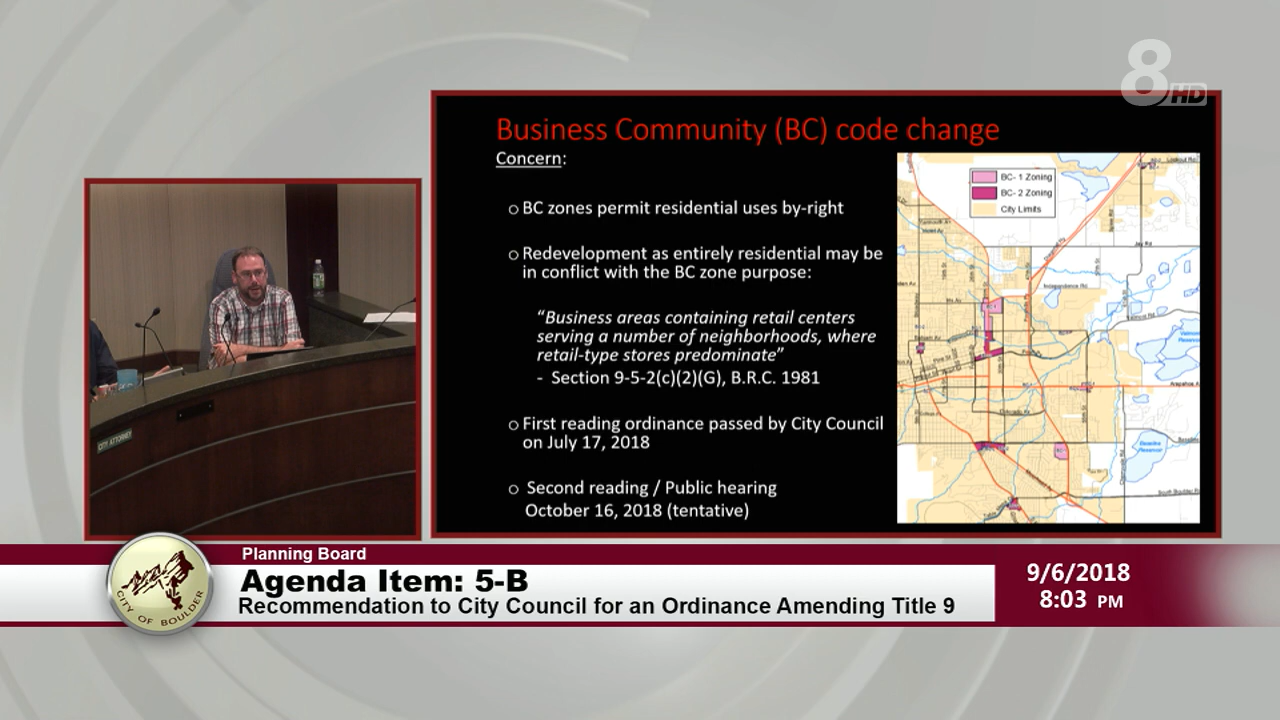 8
HD
Business Community (BC) code change
Concern:
BC- 1 Zoning
BC- 2 Zoning
City Limits
BC zones permit residential uses by-right
Redevelopment as entirely residential may be
in conflict with the BC zone purpose:
"Business areas containing retail centers
serving a number of neighborhoods, where
retail-type stores predominate"
- Section 9-5-2(c)(2)(G), B.R.C. 1981
First reading ordinance passed by City Council
on July 17, 2018
Second reading / Public hearing
October 16, 2018 (tentative)
CITY ATTORNEY
Planning Board
Agenda Item: 5-B
Recommendation to City Council for an Ordinance Amending Title 9
9/6/2018
8:03 PM
CITY OF BOULDER